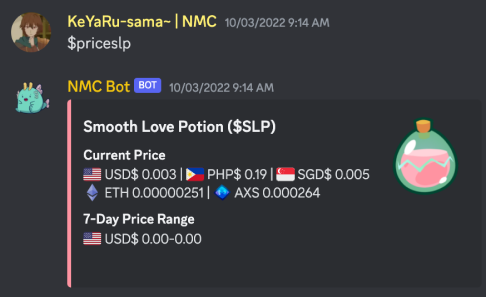 KeYaRu-sama~ | NMC 10/03/2022 9:14 AM
$priceslp
NMC Bot BOT 10/03/2022 9:14 AM
Smooth Love Potion ($SLP)
Current Price
USD$ 0.003 | PHP$ 0.19 | SGD$ 0.005
ETH 0.00000251 | AXS 0.000264
7-Day Price Range
USD$ 0.00-0.00